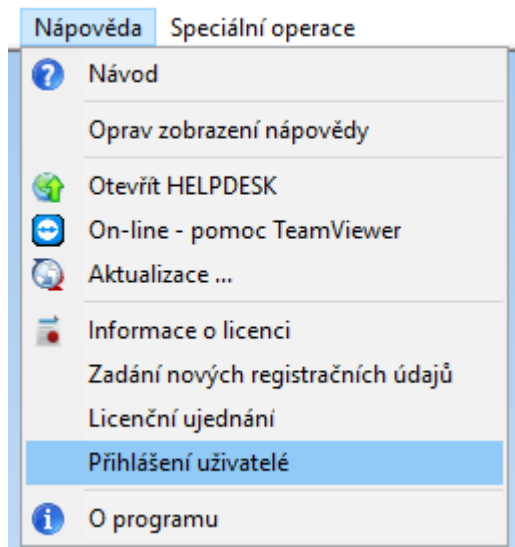 Nápověda Speciální operace
Návod
Oprav zobrazení nápovědy
Otevřít HELPDESK
On-line - pomoc TeamViewer
Aktualizace ...
Informace o licenci
Zadání nových registračních údajů
Licenční ujednání
Přihlášení uživatelé
O programu